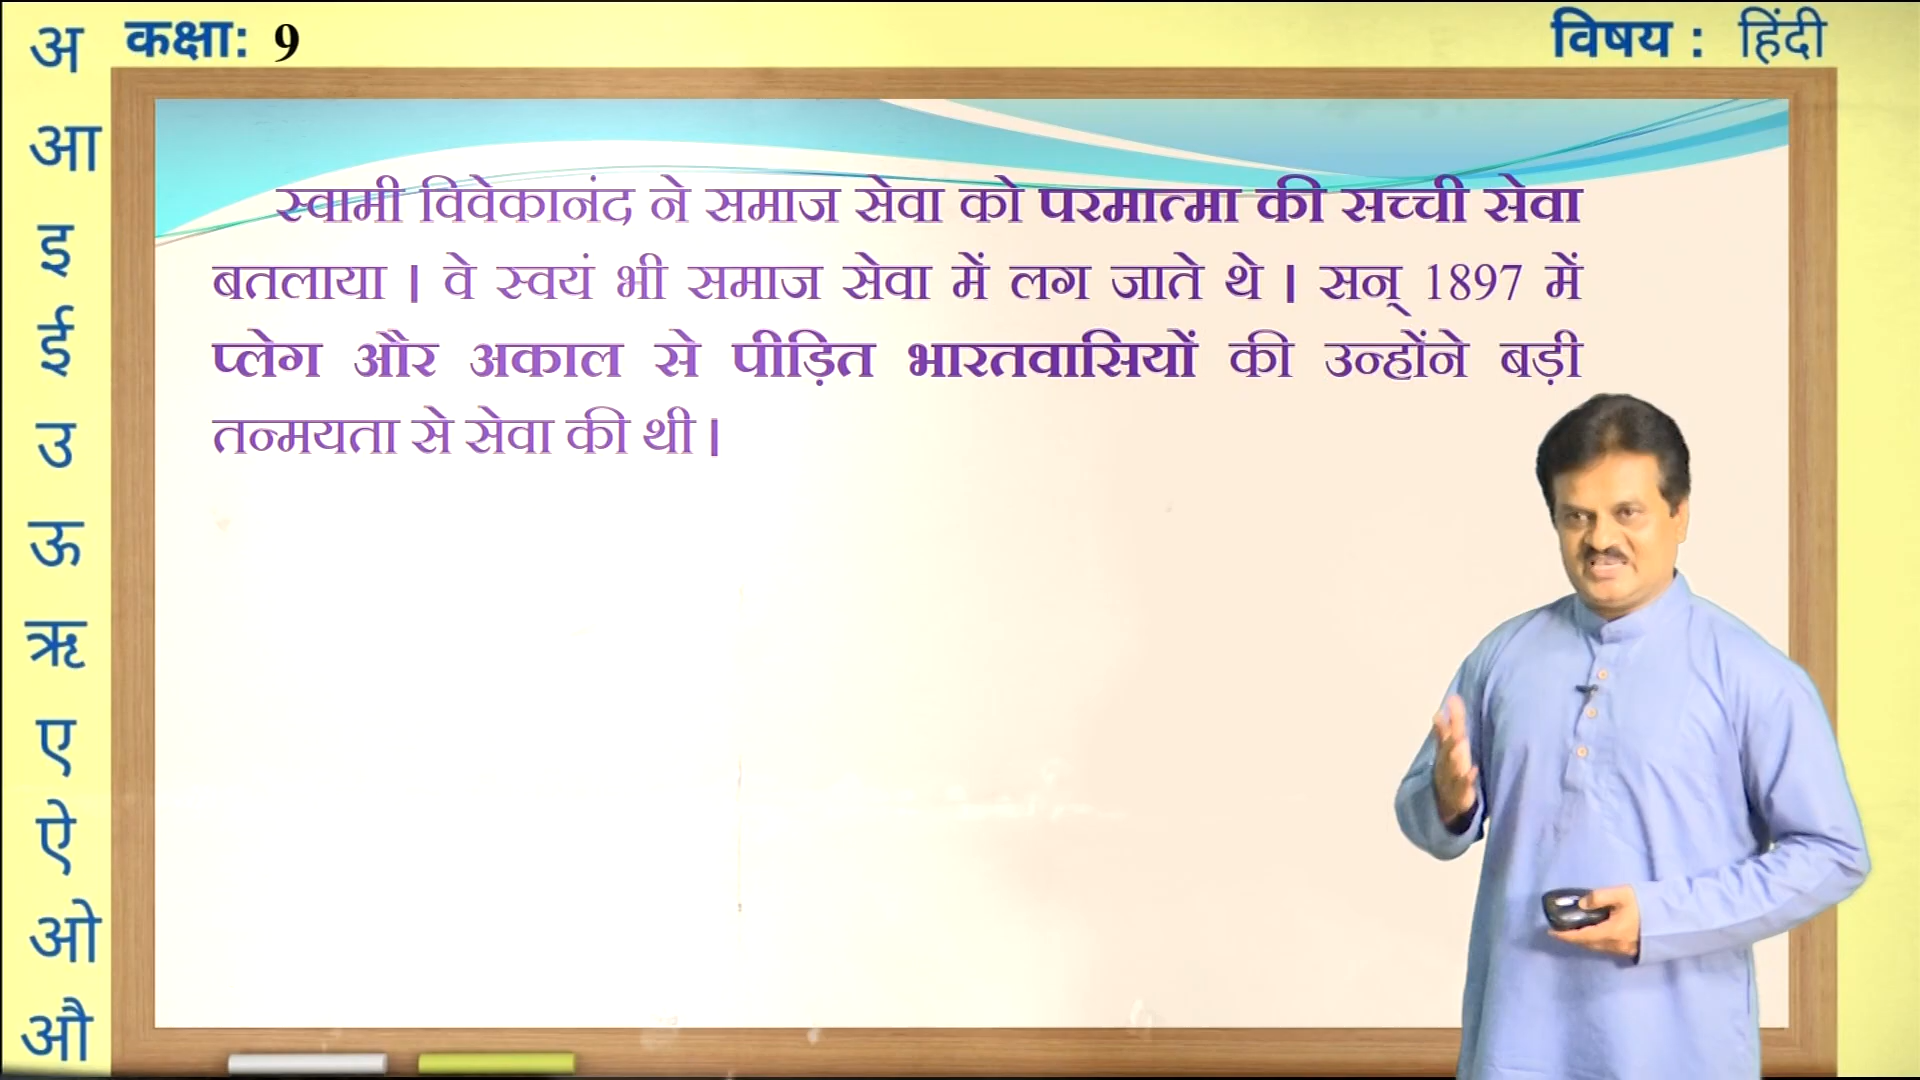 कक्षा: 9
विषय : हिंदी
अ
आ
इ
ई
उ
ऊ
ऋ
ए
ऐ
ओ
औ
स्वामी विवेकानंद ने समाज सेवा को परमात्मा की सच्ची सेवा
बतलाया । वे स्वयं भी समाज सेवा में लग जाते थे । सन् 1897 में
प्लेग और अकाल से पीड़ित भारतवासियों की उन्होंने बड़ी
तन्मयता से सेवा की थी ।